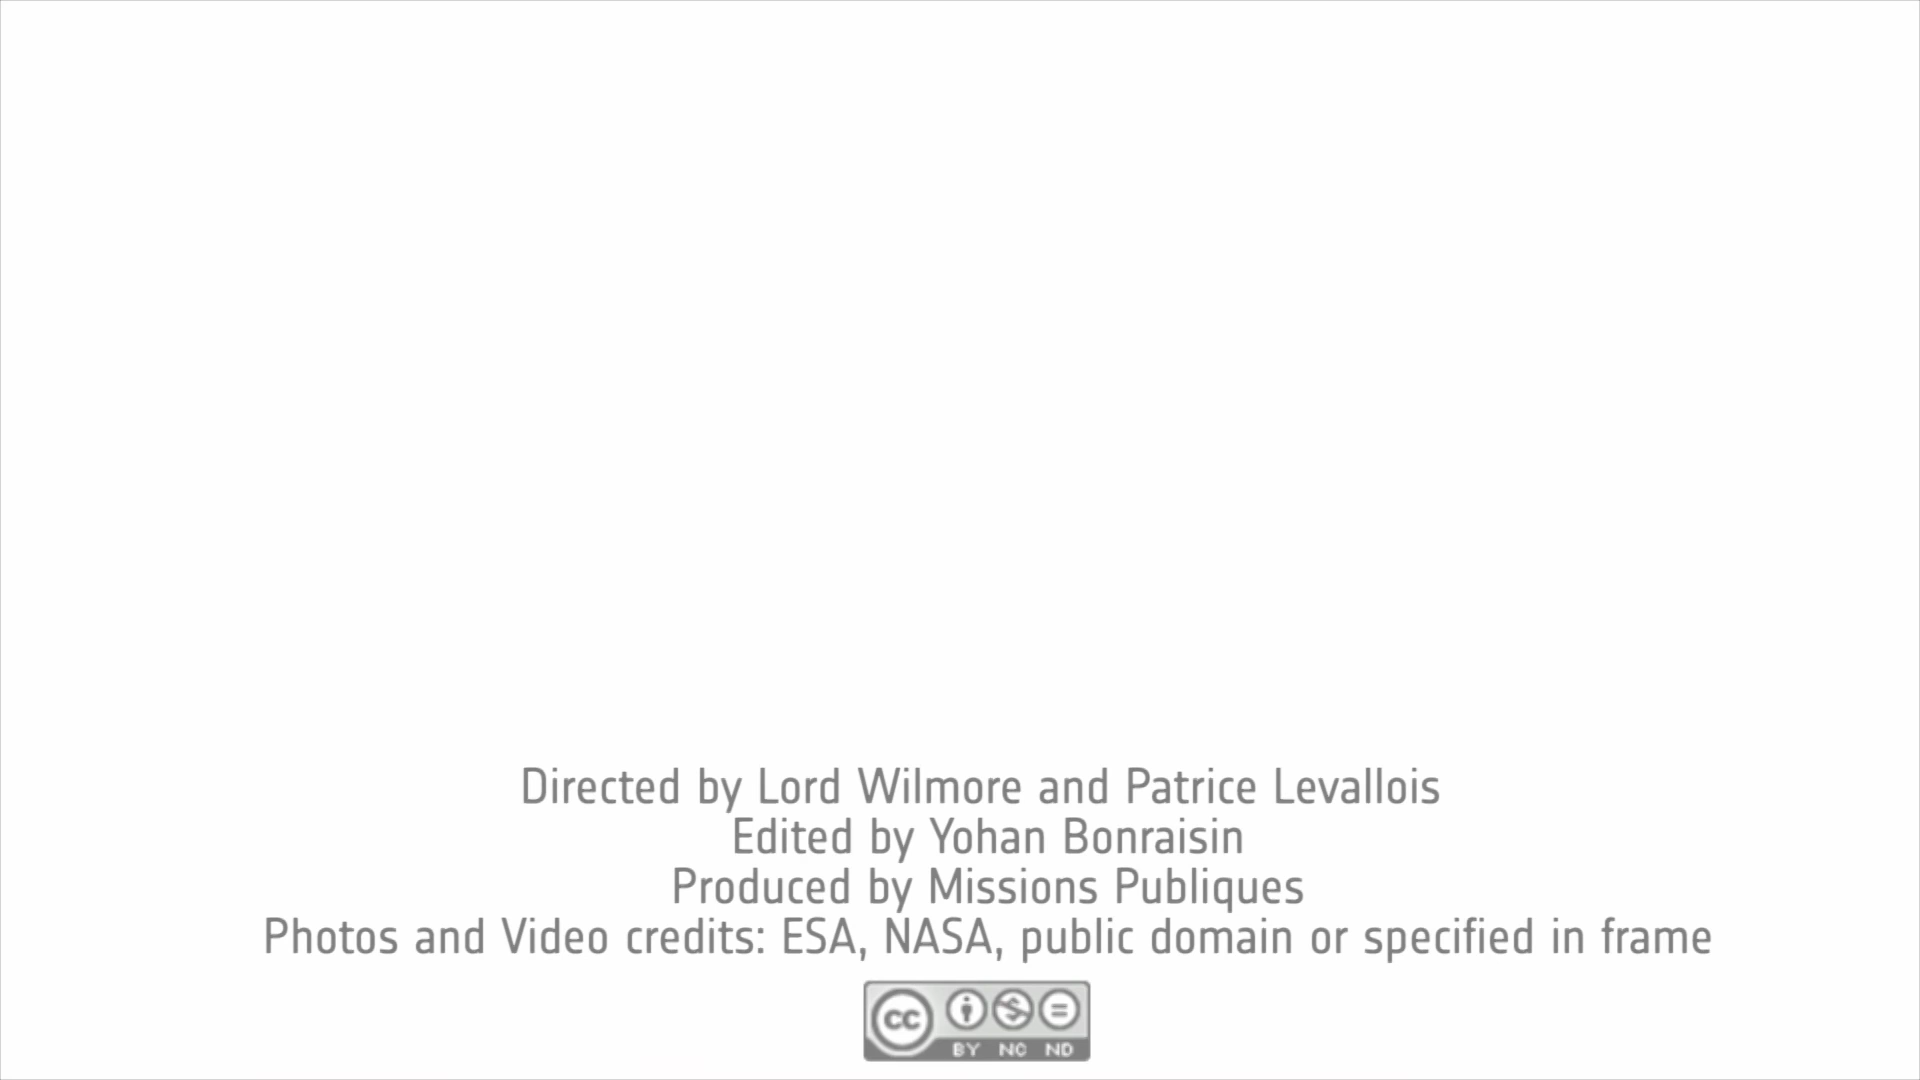 Directed by Lord Wilmore and Patrice Levallois
Edited by Yohan Bonraisin
Produced by Missions Publiques
Photos and Video credits: ESA, NASA, public domain or specified in frame
cc
BY NC ND